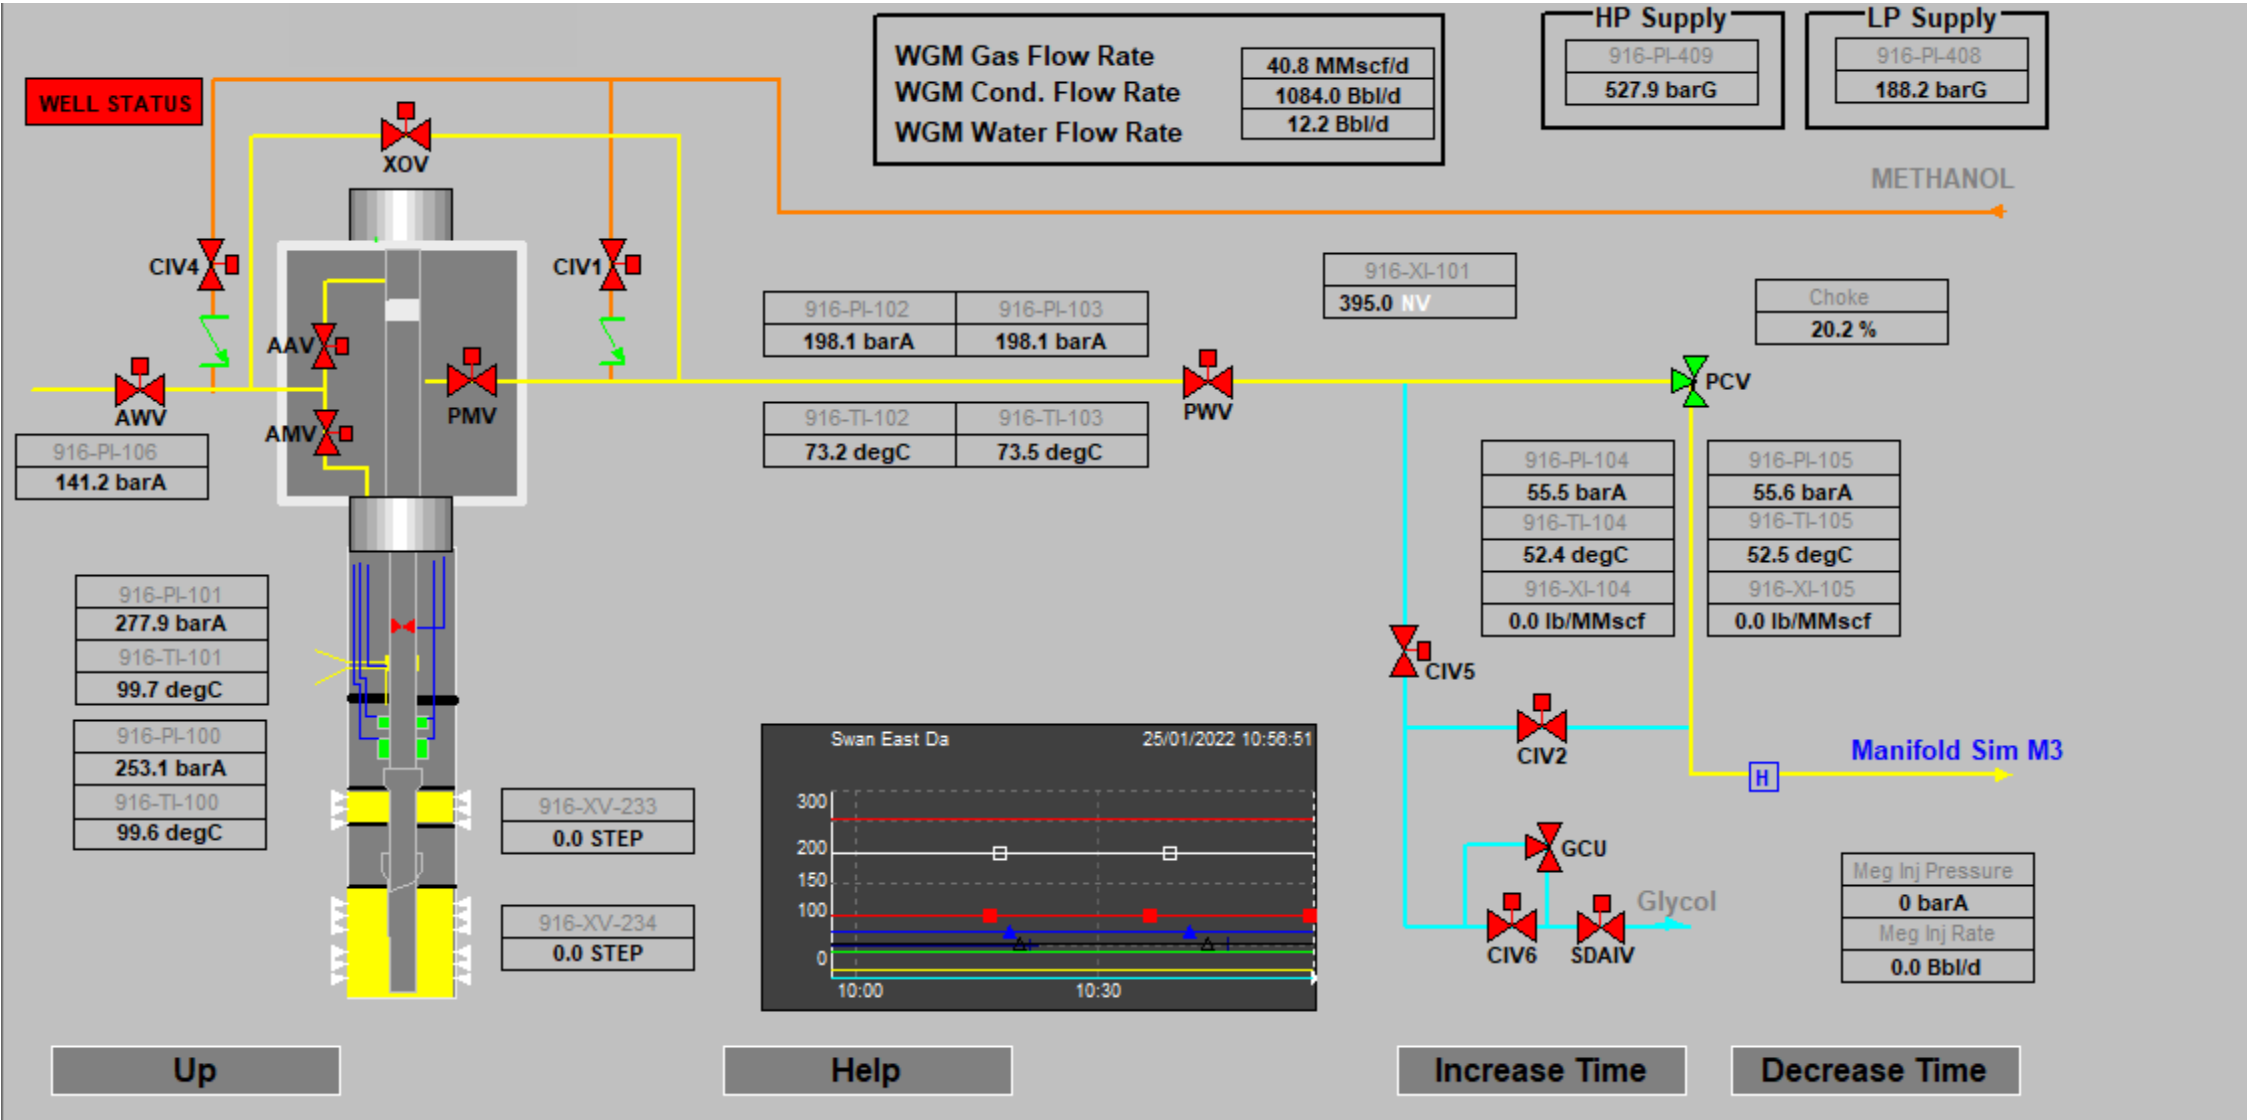 HP Supply
LP Supply
916-PI-409
916-PI-408
527.9 barG
188.2 barG
WGM Gas Flow Rate
40.8 MMscf/d
WGM Cond. Flow Rate
1084.0 Bbl/d
WGM Water Flow Rate
12.2 Bbl/d
WELL STATUS
XOV
METHANOL
CIV4
CIV1
916-XI-101
395.0 NV
Choke
20.2 %
916-PI-102
916-PI-103
198.1 barA
198.1 barA
AAV
PCV
AWV
PMV
PWV
AMV
916-TI-102
916-TI-103
73.2 degC
73.5 degC
916-PI-106
141.2 barA
916-PI-104
916-PI-105
55.5 barA
55.6 barA
916-TI-104
916-TI-105
52.4 degC
52.5 degC
916-XI-104
916-XI-105
0.0 lb/MMscf
0.0 lb/MMscf
916-PI-101
277.9 barA
916-TI-101
99.7 degC
CIV5
916-PI-100
253.1 barA
916-TI-100
99.6 degC
Swan East Da
25/01/2022 10:56:51
300
200
150
100
0
10:00
10:30
CIV2
Manifold Sim M3
H
916-XV-233
0.0 STEP
GCU
916-XV-234
0.0 STEP
Glycol
CIV6
SDAIV
Meg Inj Pressure
0 barA
Meg Inj Rate
0.0 Bbl/d
Up
Help
Increase Time
Decrease Time